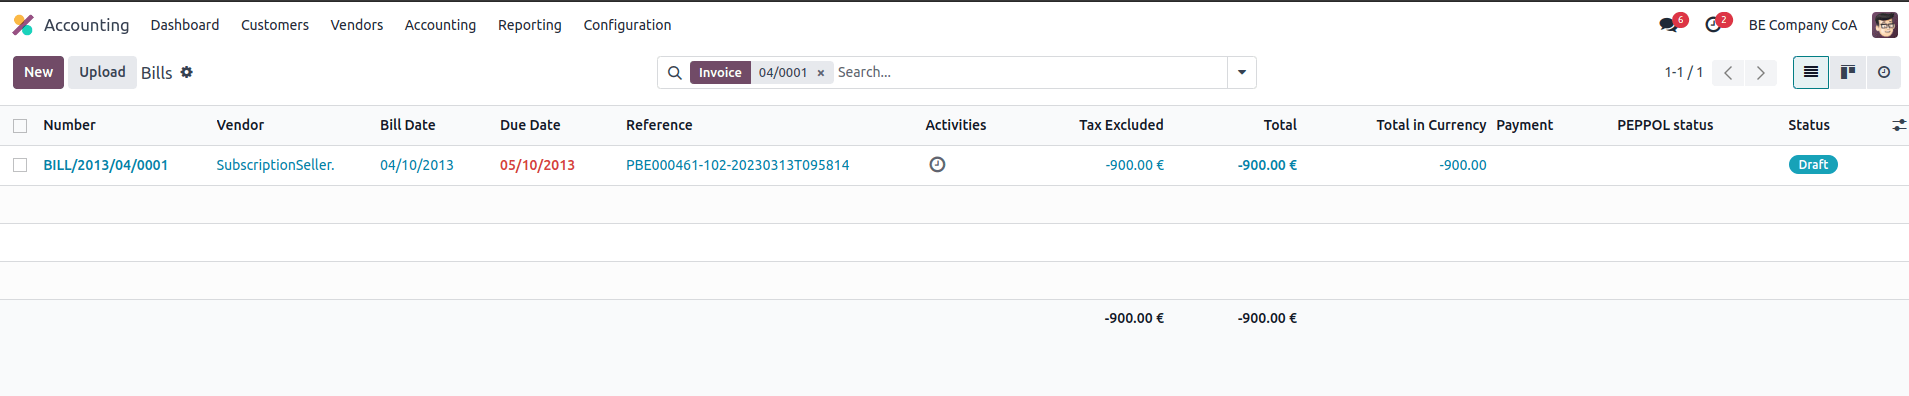 Accounting Dashboard Customers Vendors Accounting Reporting Configuration 6 2 BE Company CoA
New Upload Bills Invoice 04/0001 × Search... 1-1 / 1
Number Vendor Bill Date Due Date Reference Activities Tax Excluded Total Total in Currency Payment PEPPOL status Status
BILL/2013/04/0001 SubscriptionSeller. 04/10/2013 05/10/2013 PBE000461-102-20230313T095814 -900.00 € -900.00 € -900.00 Draft
-900.00 € -900.00 €